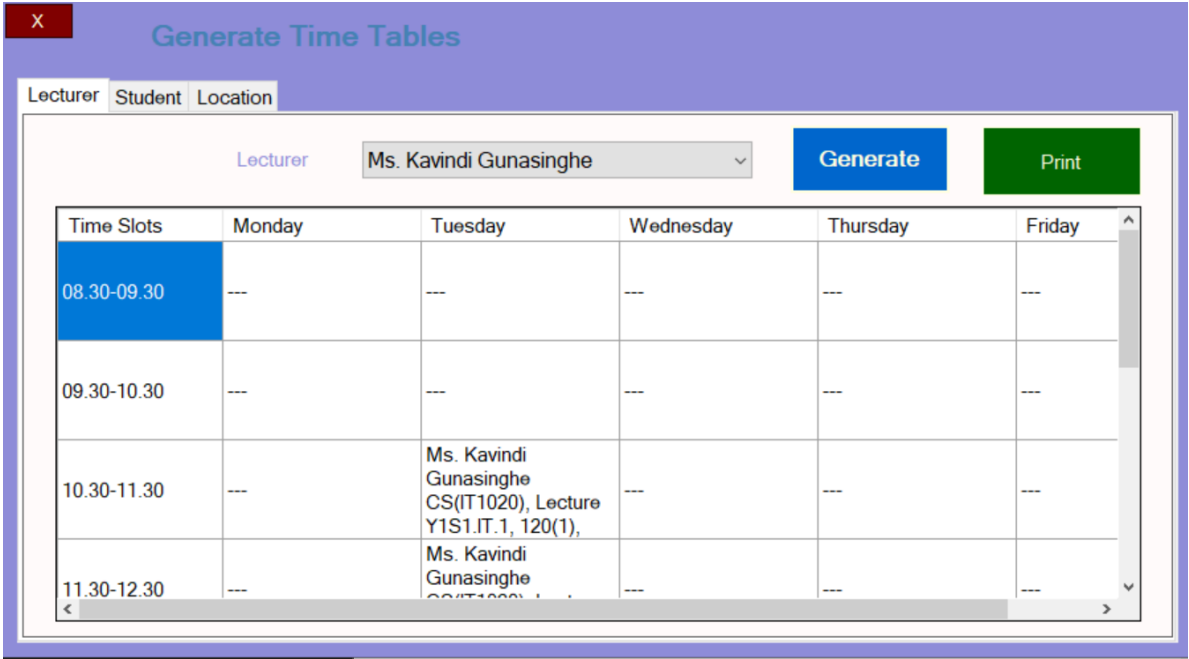 X
Generate Time Tables
Lecturer Student Location
Lecturer Ms. Kavindi Gunasinghe Generate Print
Time Slots Monday Tuesday Wednesday Thursday Friday
08.30-09.30 --- --- --- --- ---
09.30-10.30 --- --- --- --- ---
10.30-11.30 --- Ms. Kavindi
Gunasinghe
CS(IT1020), Lecture
Y1S1.IT.1, 120(1),
--- --- ---
11.30-12.30 --- Ms. Kavindi
Gunasinghe
--- --- ---